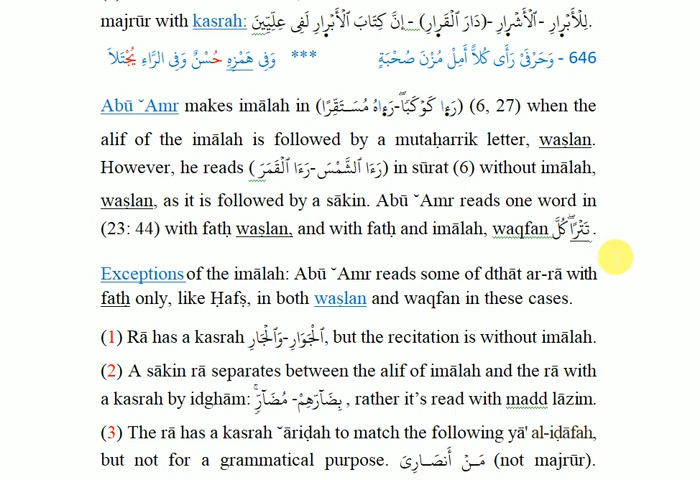 majrūr with kasrah: لِلْأَبْرِارِ -الْأَشْرِارِ -(دَارَ الْقَرِارِ) -إِنَّ كِتَابَ الْأَبْرِارِ لَفِى عِلِّيِّينَ.
646 - وَحَرْفَىْ رَأَى كُلاًّ أَمِلْ مُزْنَ صُحْبَةٍ *** وَفِى هَمْزِهِ حُسْنٌ وَفِى الرَّاءِ يُجْتَلَا
Abū ˇAmr makes imālah in (رَءِا كَوْكَبًا-رَءِاهُ مُسْتَقِرًّا) (6, 27) when the
alif of the imālah is followed by a mutaḥarrik letter, waṣlan.
However, he reads (رَءَا الشَّمْسَ-رَءَا الْقَمَرَ) in sūrat (6) without imālah,
waṣlan, as it is followed by a sākin. Abū ˇAmr reads one word in
(23: 44) with fatḥ waṣlan, and with fatḥ and imālah, waqfan تَتْرًا كُلَّ.
Exceptions of the imālah: Abū ˇAmr reads some of dthāt ar-rā with
fatḥ only, like Ḥafṣ, in both waṣlan and waqfan in these cases.
(1) Rā has a kasrah الْجَوَارِ-وَالْجَارِ, but the recitation is without imālah.
(2) A sākin rā separates between the alif of imālah and the rā with
a kasrah by idghām: بِضَآرِّهِمْ- مُضَآرٍّ, rather it's read with madd lāzim.
(3) The rā has a kasrah ˇāriḍah to match the following yā' al-iḍāfah,
but not for a grammatical purpose. مَنْ أَنصَارِىَ (not majrūr).